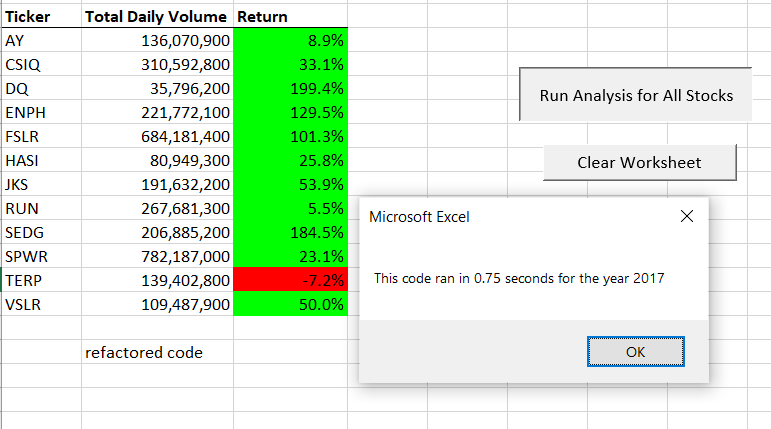 Ticker Total Daily Volume Return
AY 136,070,900 8.9%
CSIQ 310,592,800 33.1%
DQ 35,796,200 199.4%
ENPH 221,772,100 129.5%
FSLR 684,181,400 101.3%
HASI 80,949,300 25.8%
JKS 191,632,200 53.9%
RUN 267,681,300 5.5%
SEDG 206,885,200 184.5%
SPWR 782,187,000 23.1%
TERP 139,402,800 -7.2%
VSLR 109,487,900 50.0%
refactored code
Run Analysis for All Stocks
Clear Worksheet
Microsoft Excel
This code ran in 0.75 seconds for the year 2017
OK